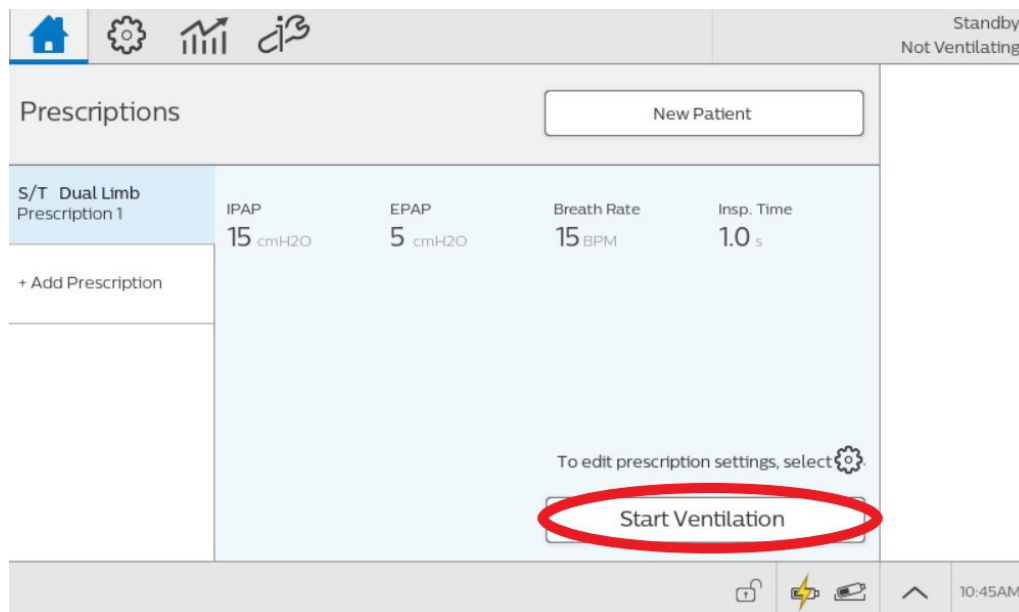 Standby
Not Ventilating
Prescriptions
New Patient
S/T Dual Limb
Prescription 1
+ Add Prescription
IPAP
15 cmH2O
EPAP
5 cmH2O
Breath Rate
15 BPM
Insp. Time
1.0 s
To edit prescription settings, select .
Start Ventilation
10:45AM